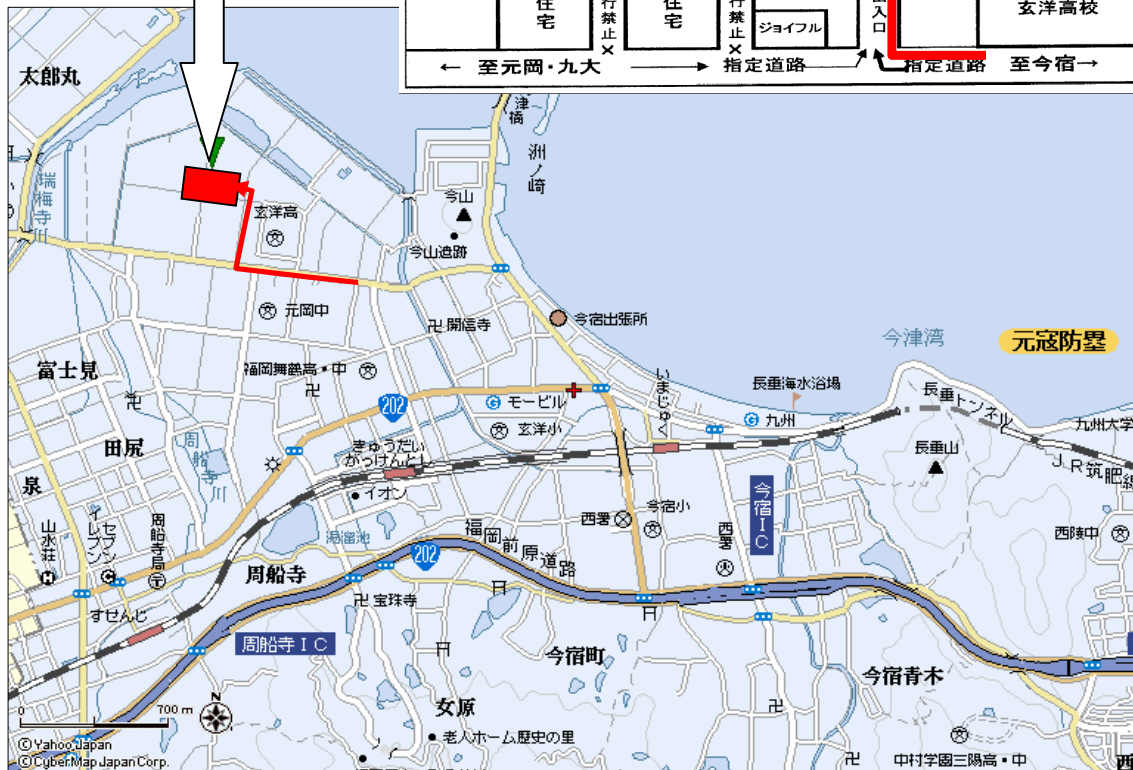 住宅
行禁止×
住宅
行禁止×
ジョイフル
入口
玄洋高校
← 至元岡・九大
指定道路
指定道路
至今宿→
太郎丸
津橋
洲ノ崎
瑞梅寺
今山
玄洋高
今山遺跡
元岡中
開信寺
今宿出張所
今津湾
元寇防塁
富士見
福岡舞鶴高・中
202
モービル
いまじゅく
長垂海水浴場
九州
長垂トンネル
九州大学
玄洋小
田尻
周船寺川
きゅうだい
がっけんとし
長垂山
JR筑肥線
泉
イオン
山水荘
セブン
イレブン
周船寺局
西署
今宿小
西署
今宿IC
西陵中
湯溜池
202
福岡前原道路
周船寺
宝珠寺
すせんじ
周船寺IC
今宿町
今宿青木
女原
N
0
700 m
老人ホーム歴史の里
©Yahoo Japan
©CyberMap Japan Corp.
中村学園三陽高・中
西